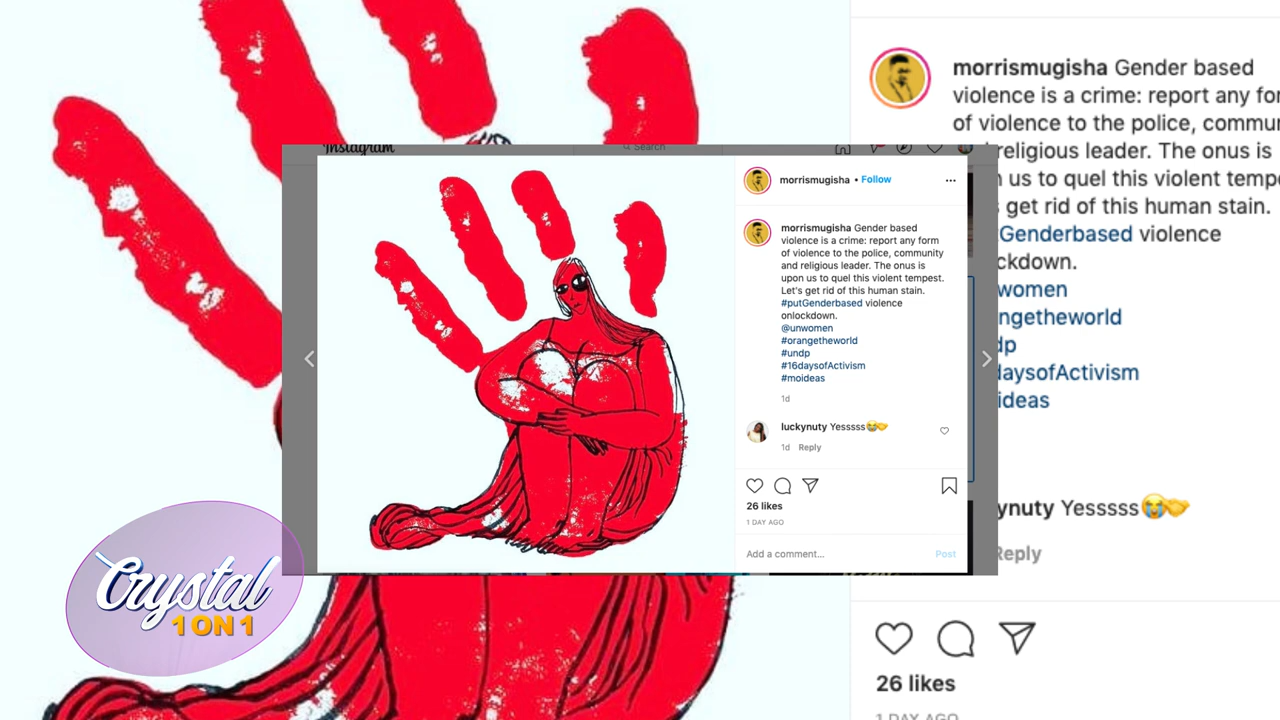 morrismugisha Gender based
violence is a crime: report any
of violence to the police,
religious leader. The onus is
us to quel this violent
get rid of this human stain.
Genderbased violence
ckdown.
women
ngetheworld
dp
daysofActivism
ideas
ynuty Yesssss😭🤝
Reply
26 likes
1 DAY AGO
Instagram
Search
morrismugisha • Follow
morrismugisha Gender based
violence is a crime: report any form
of violence to the police, community
and religious leader. The onus is
upon us to quel this violent tempest.
Let's get rid of this human stain.
#putGenderbased violence
onlockdown.
@unwomen
#orangetheworld
#undp
#16daysofActivism
#moideas
1d
luckynuty Yesssss😭🤝
1d Reply
26 likes
1 DAY AGO
Add a comment... Post
Crystal
1 ON 1